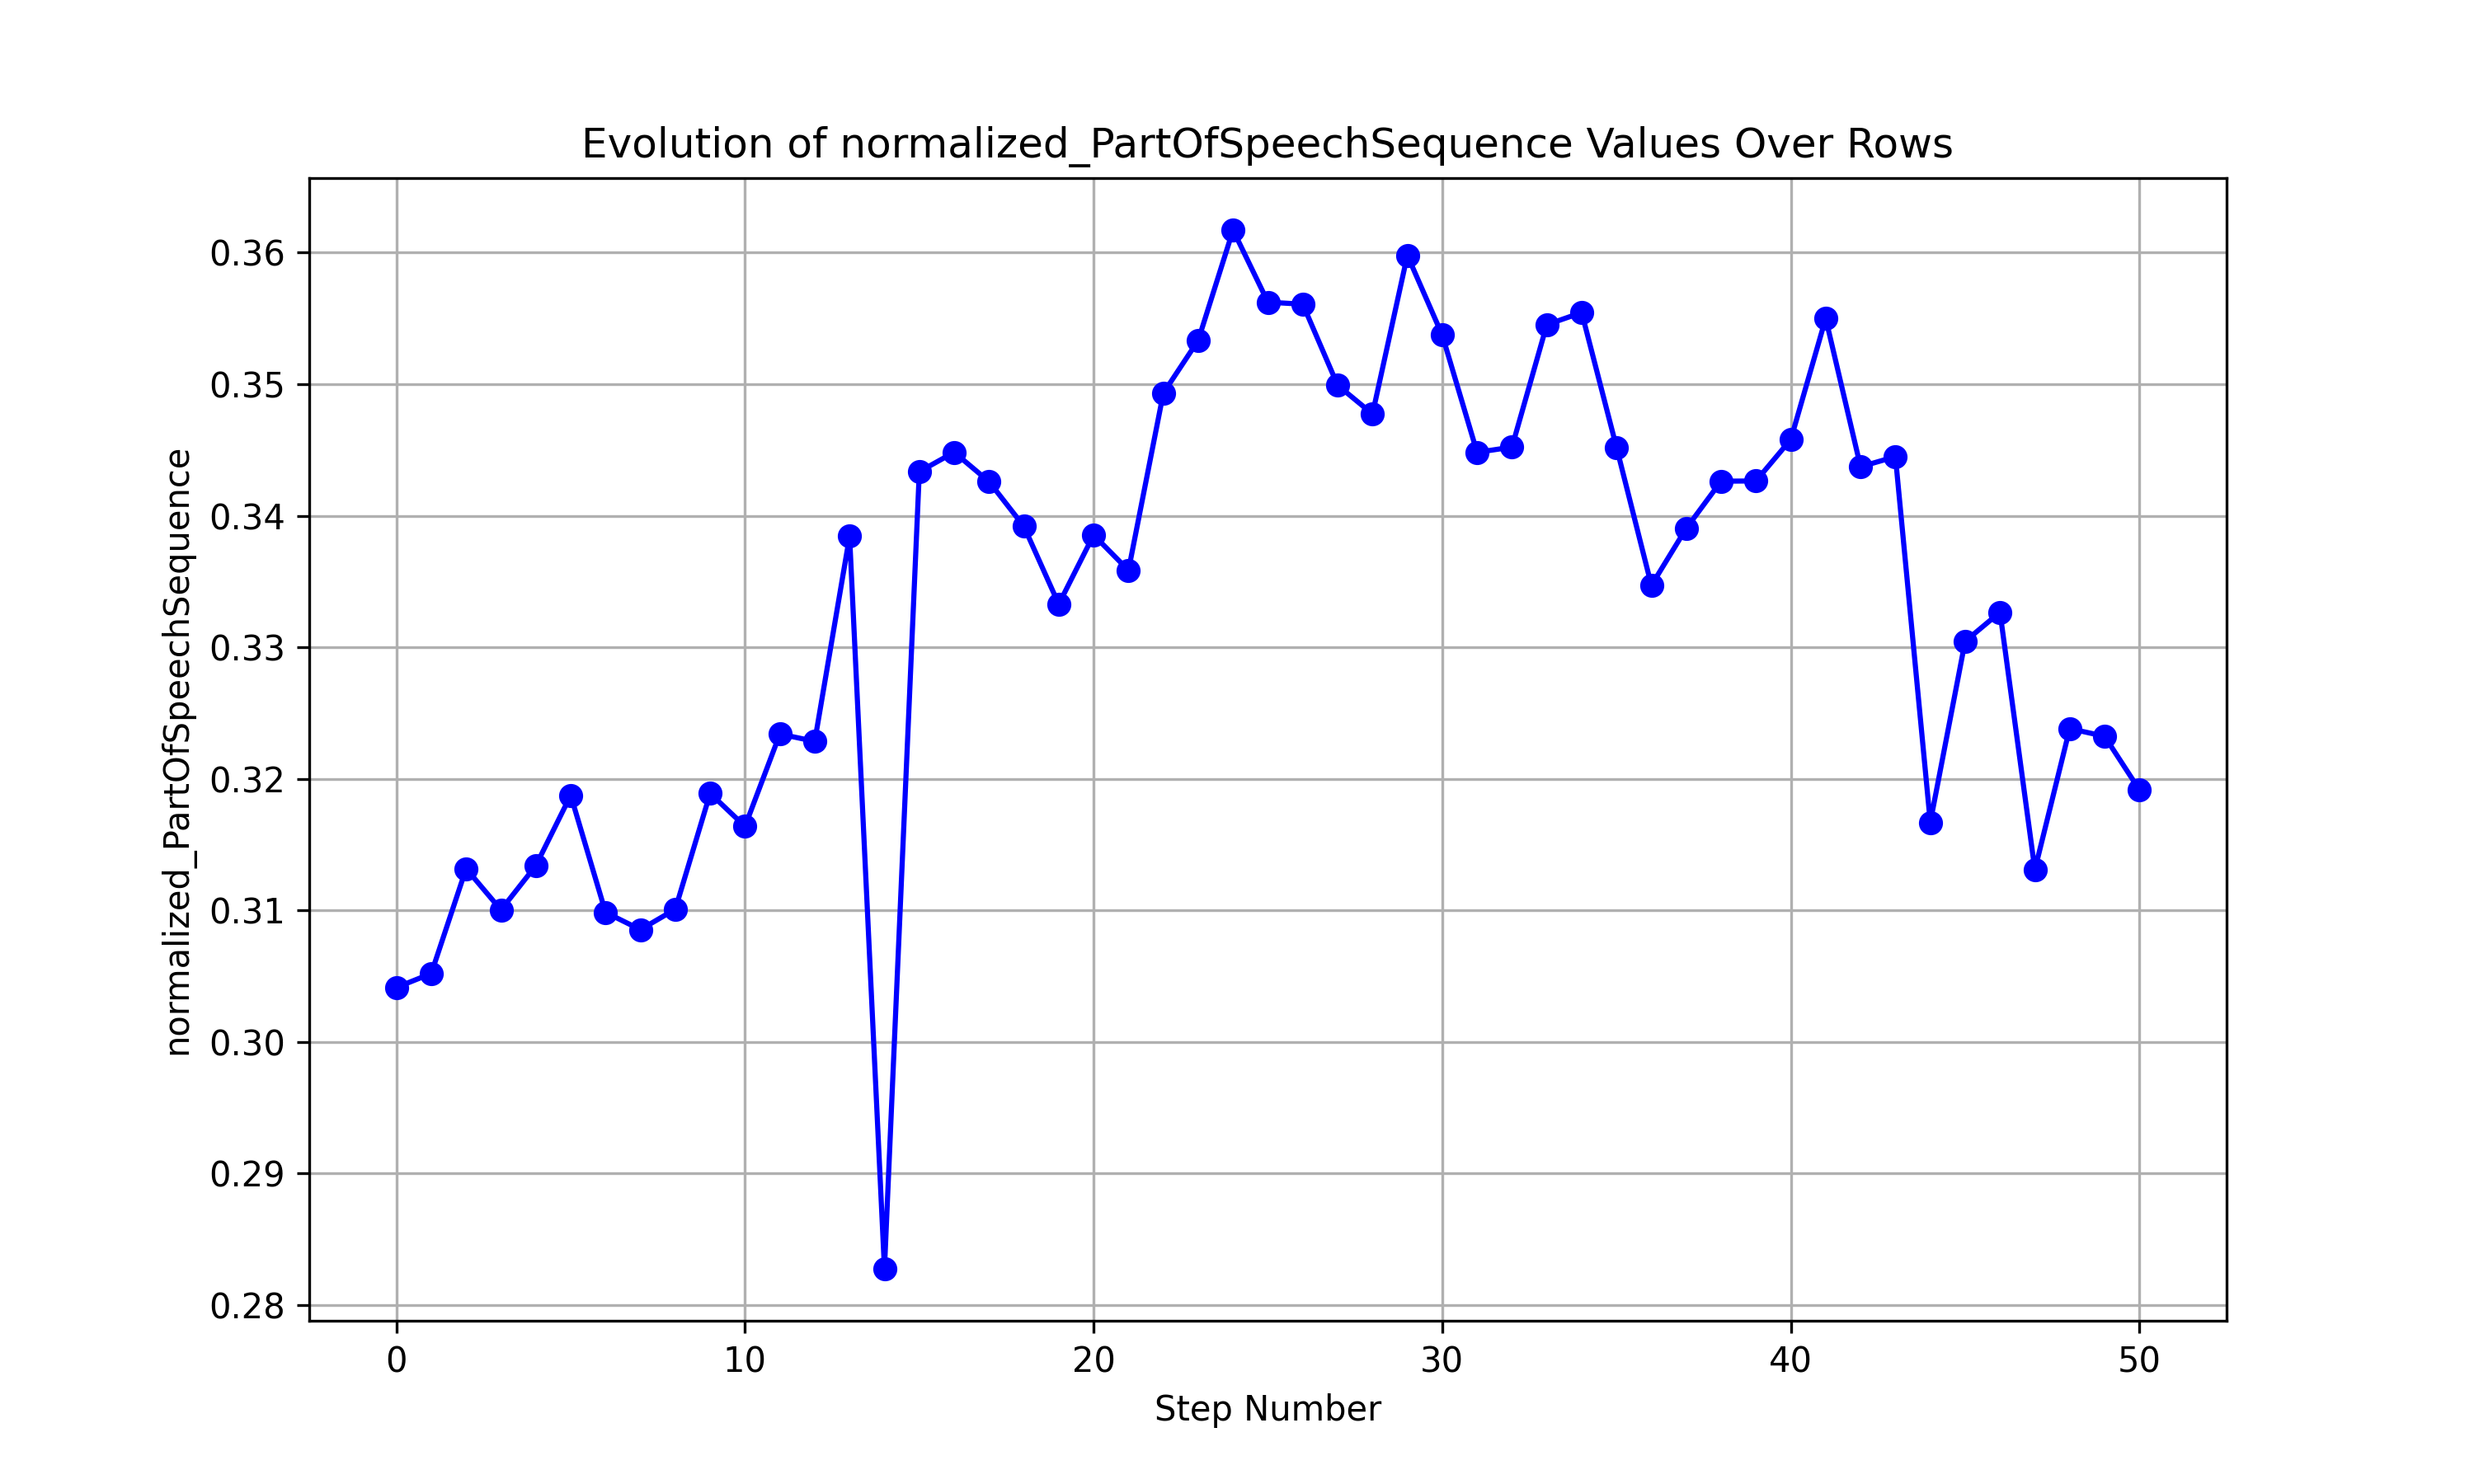 Evolution of normalized_PartOfSpeechSequence Values Over Rows
normalized_PartOfSpeechSequence
0.36
0.35
0.34
0.33
0.32
0.31
0.30
0.29
0.28
0 10 20 30 40 50
Step Number